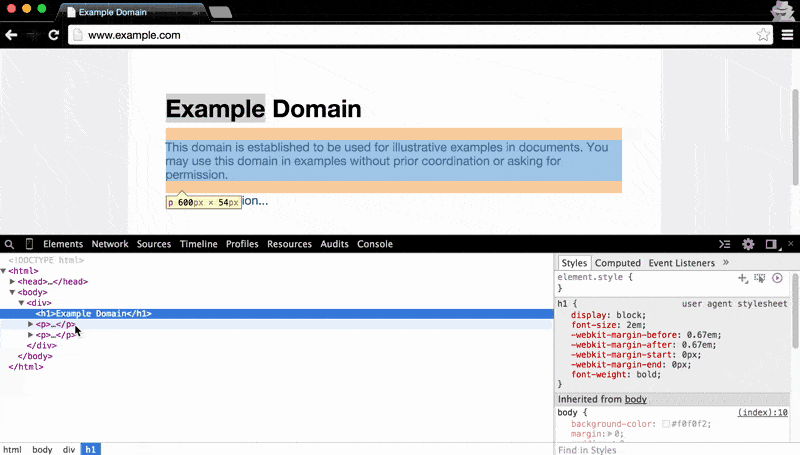 Example Domain
www.example.com
Example Domain
This domain is established to be used for illustrative examples in documents. You
may use this domain in examples without prior coordination or asking for
permission.
p 600px × 54px ion...
Elements Network Sources Timeline Profiles Resources Audits Console
<!DOCTYPE html>
<html>
<head>…</head>
<body>
<div>
<h1>Example Domain</h1>
<p>…</p>
<p>…</p>
</div>
</body>
</html>
html body div h1
Styles Computed Event Listeners »
element.style {
}
h1 { user agent stylesheet
display: block;
font-size: 2em;
-webkit-margin-before: 0.67em;
-webkit-margin-after: 0.67em;
-webkit-margin-start: 0px;
-webkit-margin-end: 0px;
font-weight: bold;
}
Inherited from body
body { (index):10
background-color: #f0f0f2;
margin: 0;
Find in Styles